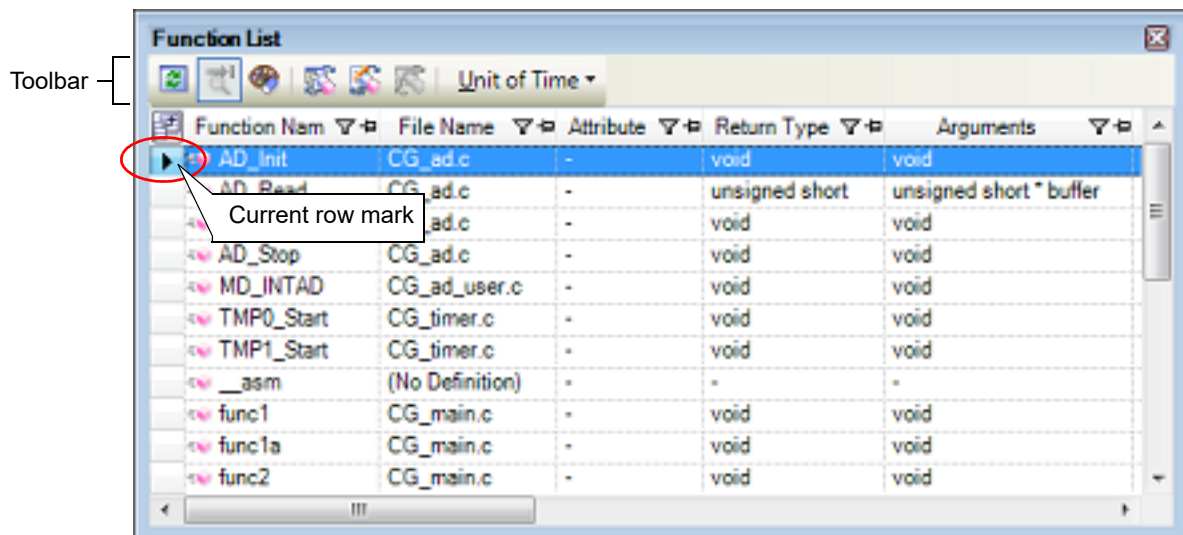 Function List
Toolbar
Unit of Time
Function Nam File Name Attribute Return Type Arguments
AD_Init CG_ad.c - void void
AD_Read CG_ad.c - unsigned short unsigned short * buffer
Current row mark
_ad.c - void void
AD_Stop CG_ad.c - void void
MD_INTAD CG_ad_user.c - void void
TMP0_Start CG_timer.c - void void
TMP1_Start CG_timer.c - void void
__asm (No Definition) - - -
func1 CG_main.c - void void
func1a CG_main.c - void void
func2 CG_main.c - void void